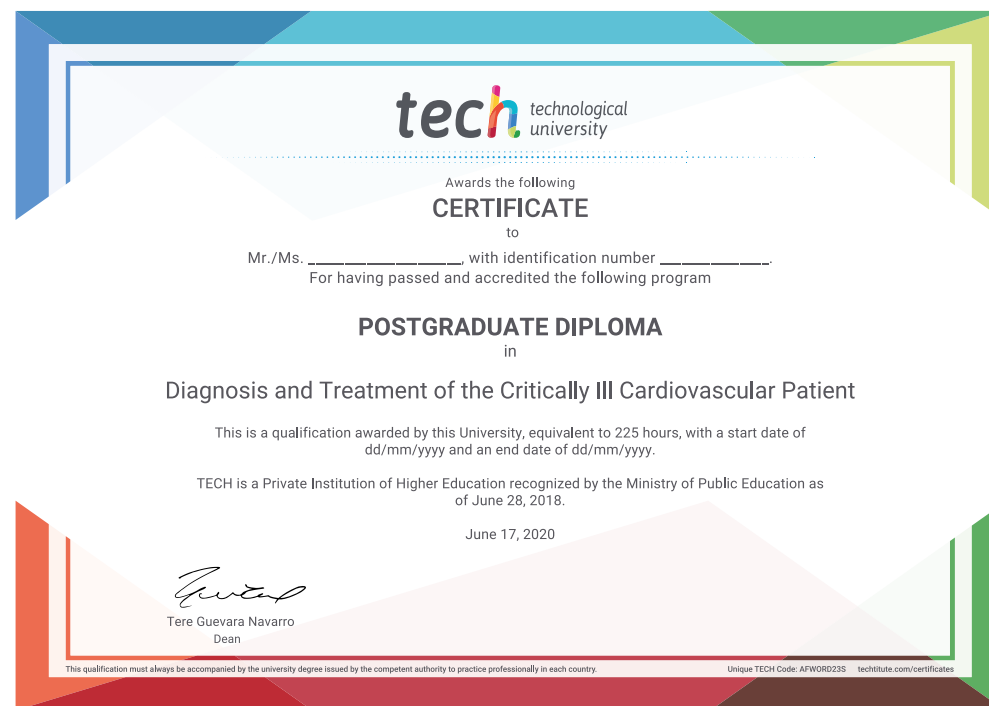 tech technological
university
Awards the following
CERTIFICATE
to
Mr./Ms. ____________________, with identification number ______________.
For having passed and accredited the following program
POSTGRADUATE DIPLOMA
in
Diagnosis and Treatment of the Critically Ill Cardiovascular Patient
This is a qualification awarded by this University, equivalent to 225 hours, with a start date of
dd/mm/yyyy and an end date of dd/mm/yyyy.
TECH is a Private Institution of Higher Education recognized by the Ministry of Public Education as
of June 28, 2018.
June 17, 2020
Tere Guevara Navarro
Dean
This qualification must always be accompanied by the university degree issued by the competent authority to practice professionally in each country.
Unique TECH Code: AFWORD23S techtitute.com/certificates